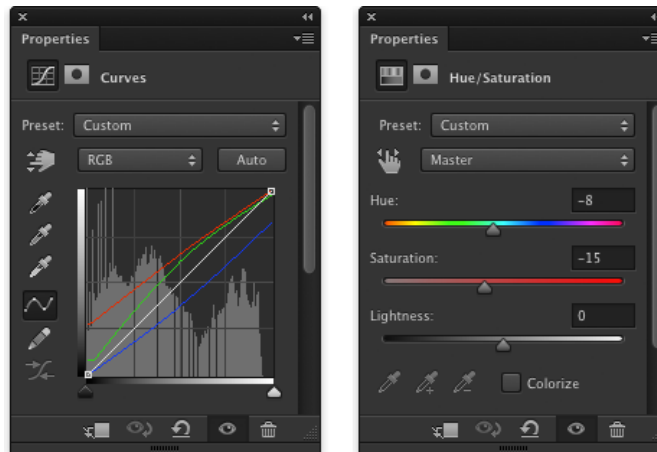 Properties
Curves
Preset: Custom
RGB Auto
Properties
Hue/Saturation
Preset: Custom
Master
Hue: -8
Saturation: -15
Lightness: 0
Colorize